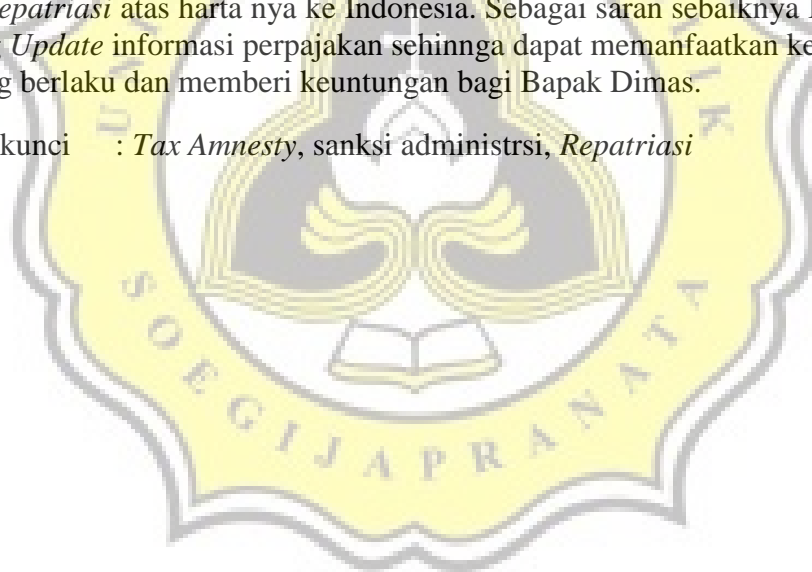 epatriasi atas harta nya ke Indonesia. Sebagai saran sebaiknya
Update informasi perpajakan sehinnga dapat memanfaatkan ke
g berlaku dan memberi keuntungan bagi Bapak Dimas.
kunci : Tax Amnesty, sanksi administrsi, Repatriasi
SOEGIJAPRANATA